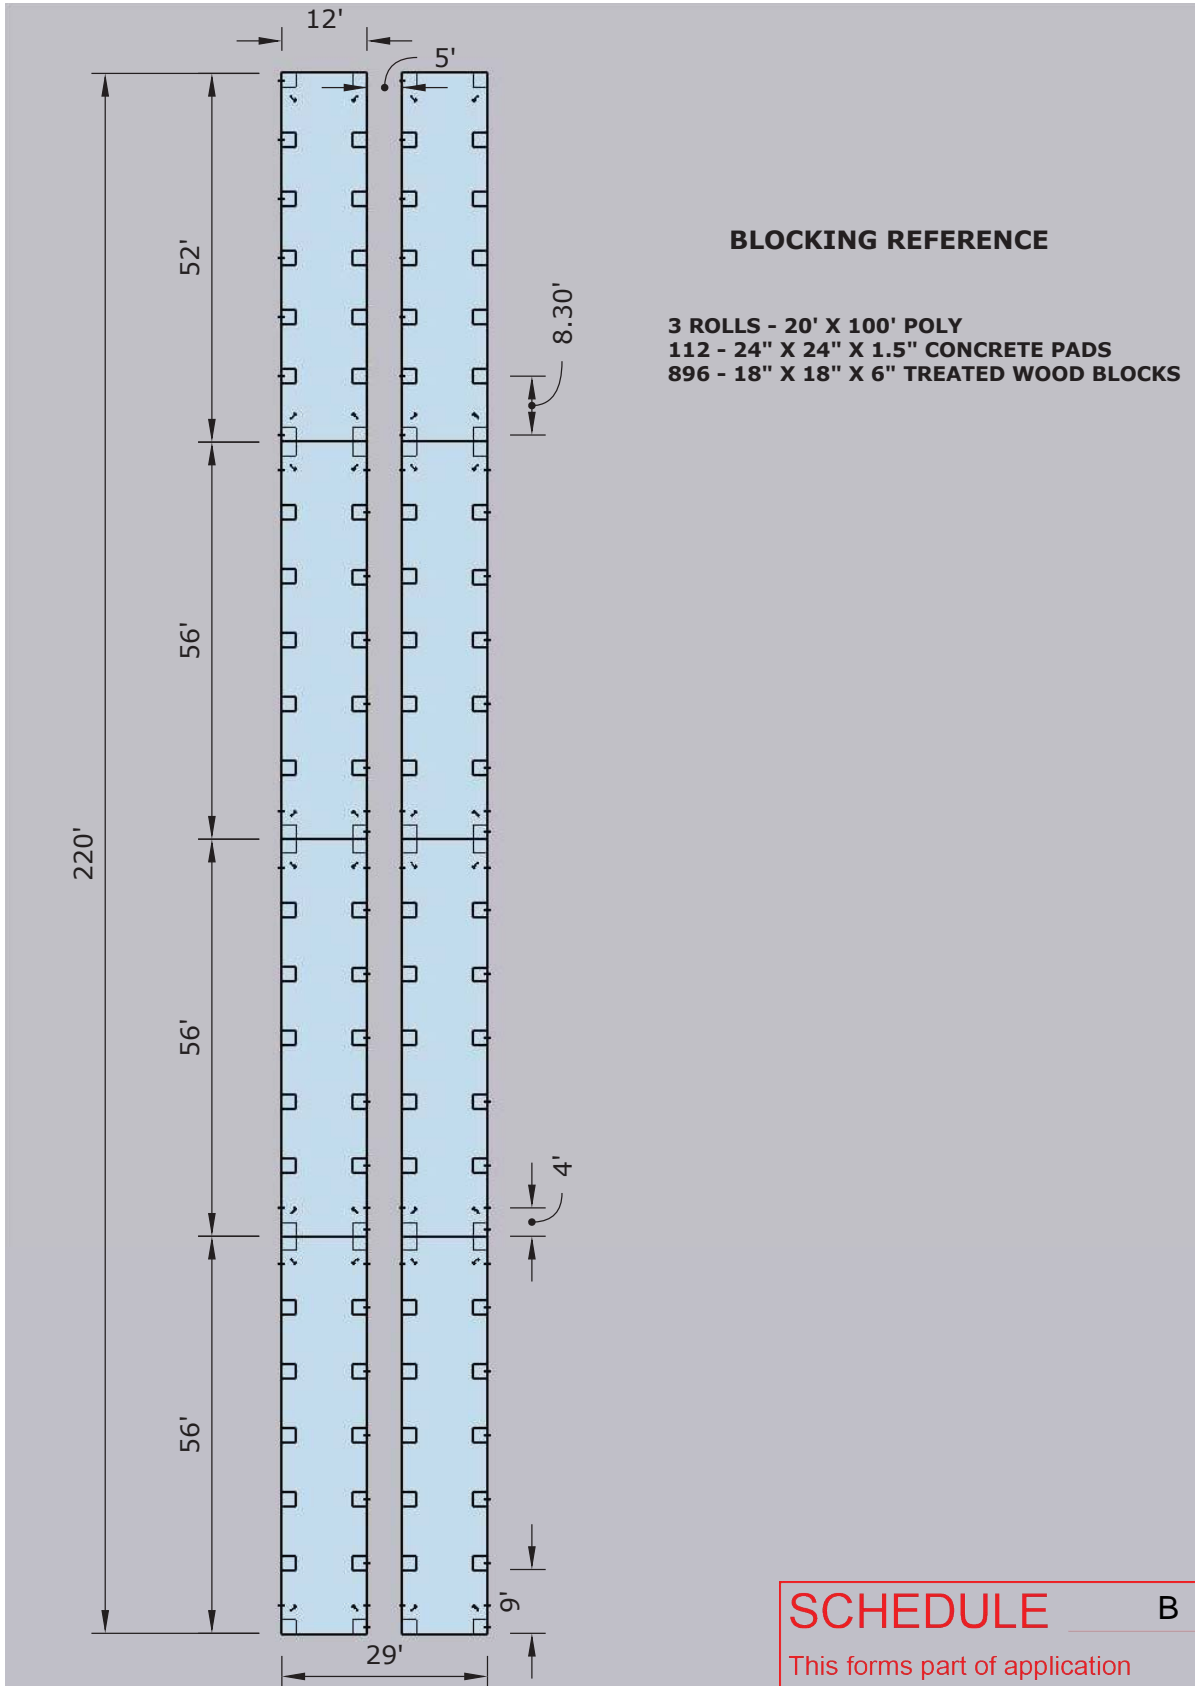 12'
5'
52'
BLOCKING REFERENCE
8.30'
3 ROLLS - 20' X 100' POLY
112 - 24" X 24" X 1.5" CONCRETE PADS
896 - 18" X 18" X 6" TREATED WOOD BLOCKS
56'
220'
56'
4'
56'
9'
29'
SCHEDULE B
This forms part of application